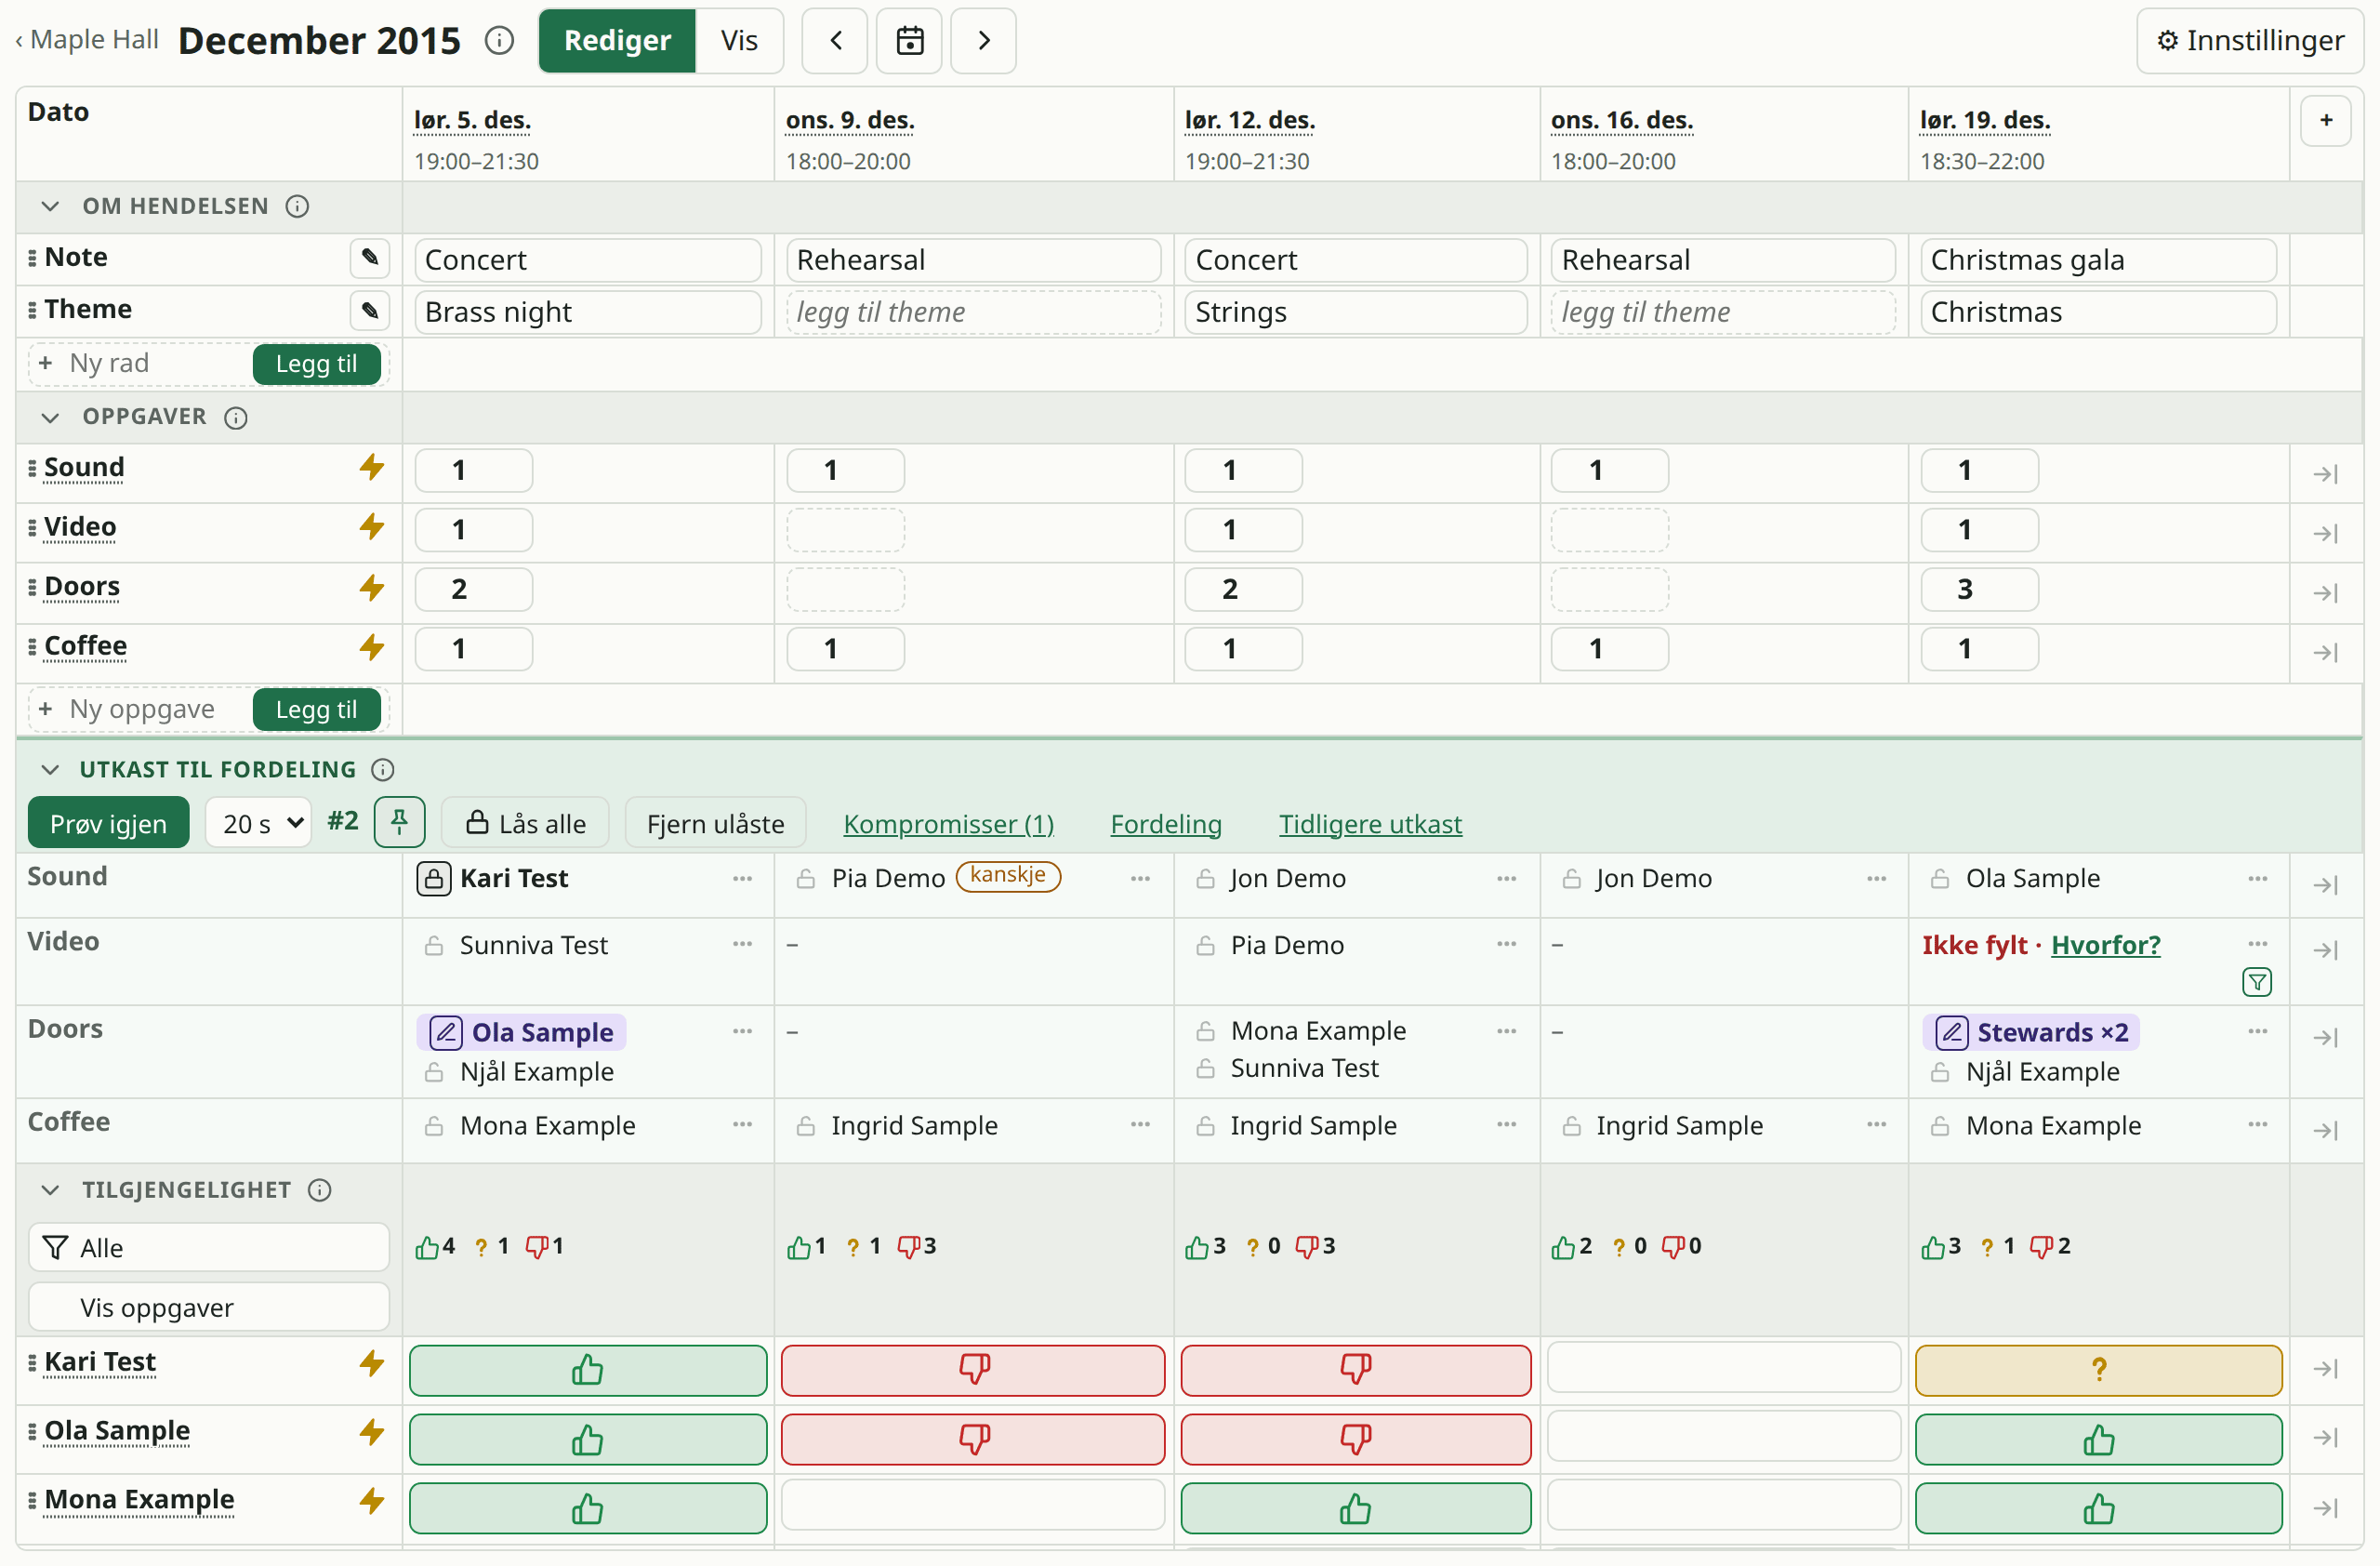 ‹ Maple Hall December 2015 Rediger Vis Innstillinger
Dato lør. 5. des. ons. 9. des. lør. 12. des. ons. 16. des. lør. 19. des. +
19:00–21:30 18:00–20:00 19:00–21:30 18:00–20:00 18:30–22:00
OM HENDELSEN
Note Concert Rehearsal Concert Rehearsal Christmas gala
Theme Brass night legg til theme Strings legg til theme Christmas
+ Ny rad Legg til
OPPGAVER
Sound 1 1 1 1 1
Video 1 1 1
Doors 2 2 3
Coffee 1 1 1 1 1
+ Ny oppgave Legg til
UTKAST TIL FORDELING
Prøv igjen 20 s #2 Lås alle Fjern ulåste Kompromisser (1) Fordeling Tidligere utkast
Sound Kari Test ··· Pia Demo kanskje ··· Jon Demo ··· Jon Demo ··· Ola Sample ···
Video Sunniva Test ··· – Pia Demo ··· – Ikke fylt · Hvorfor? ···
Doors Ola Sample ··· – Mona Example ··· – Stewards ×2 ···
Njål Example Sunniva Test Njål Example
Coffee Mona Example ··· Ingrid Sample ··· Ingrid Sample ··· Ingrid Sample ··· Mona Example ···
TILGJENGELIGHET
Alle 4 ? 1 1 1 ? 1 3 3 ? 0 3 2 ? 0 0 3 ? 1 2
Vis oppgaver
Kari Test ?
Ola Sample
Mona Example